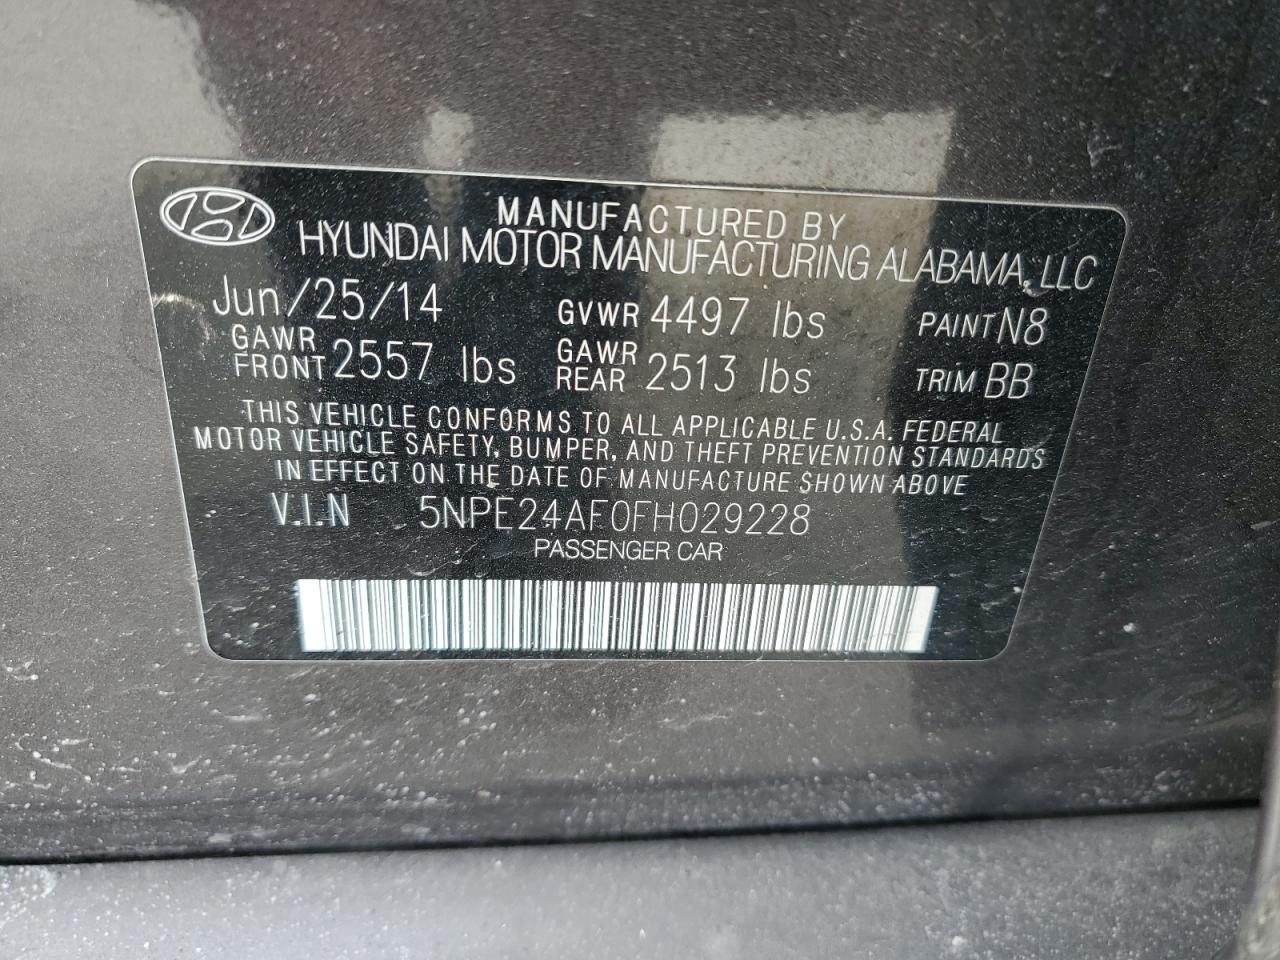 MANUFACTURED BY
HYUNDAI MOTOR MANUFACTURING ALABAMA, LLC
Jun/25/14 GVWR 4497 lbs PAINT N8
GAWR FRONT 2557 lbs GAWR REAR 2513 lbs TRIM BB
THIS VEHICLE CONFORMS TO ALL APPLICABLE U.S.A. FEDERAL
MOTOR VEHICLE SAFETY, BUMPER, AND THEFT PREVENTION STANDARDS
IN EFFECT ON THE DATE OF MANUFACTURE SHOWN ABOVE
V.I.N 5NPE24AF0FH029228
PASSENGER CAR